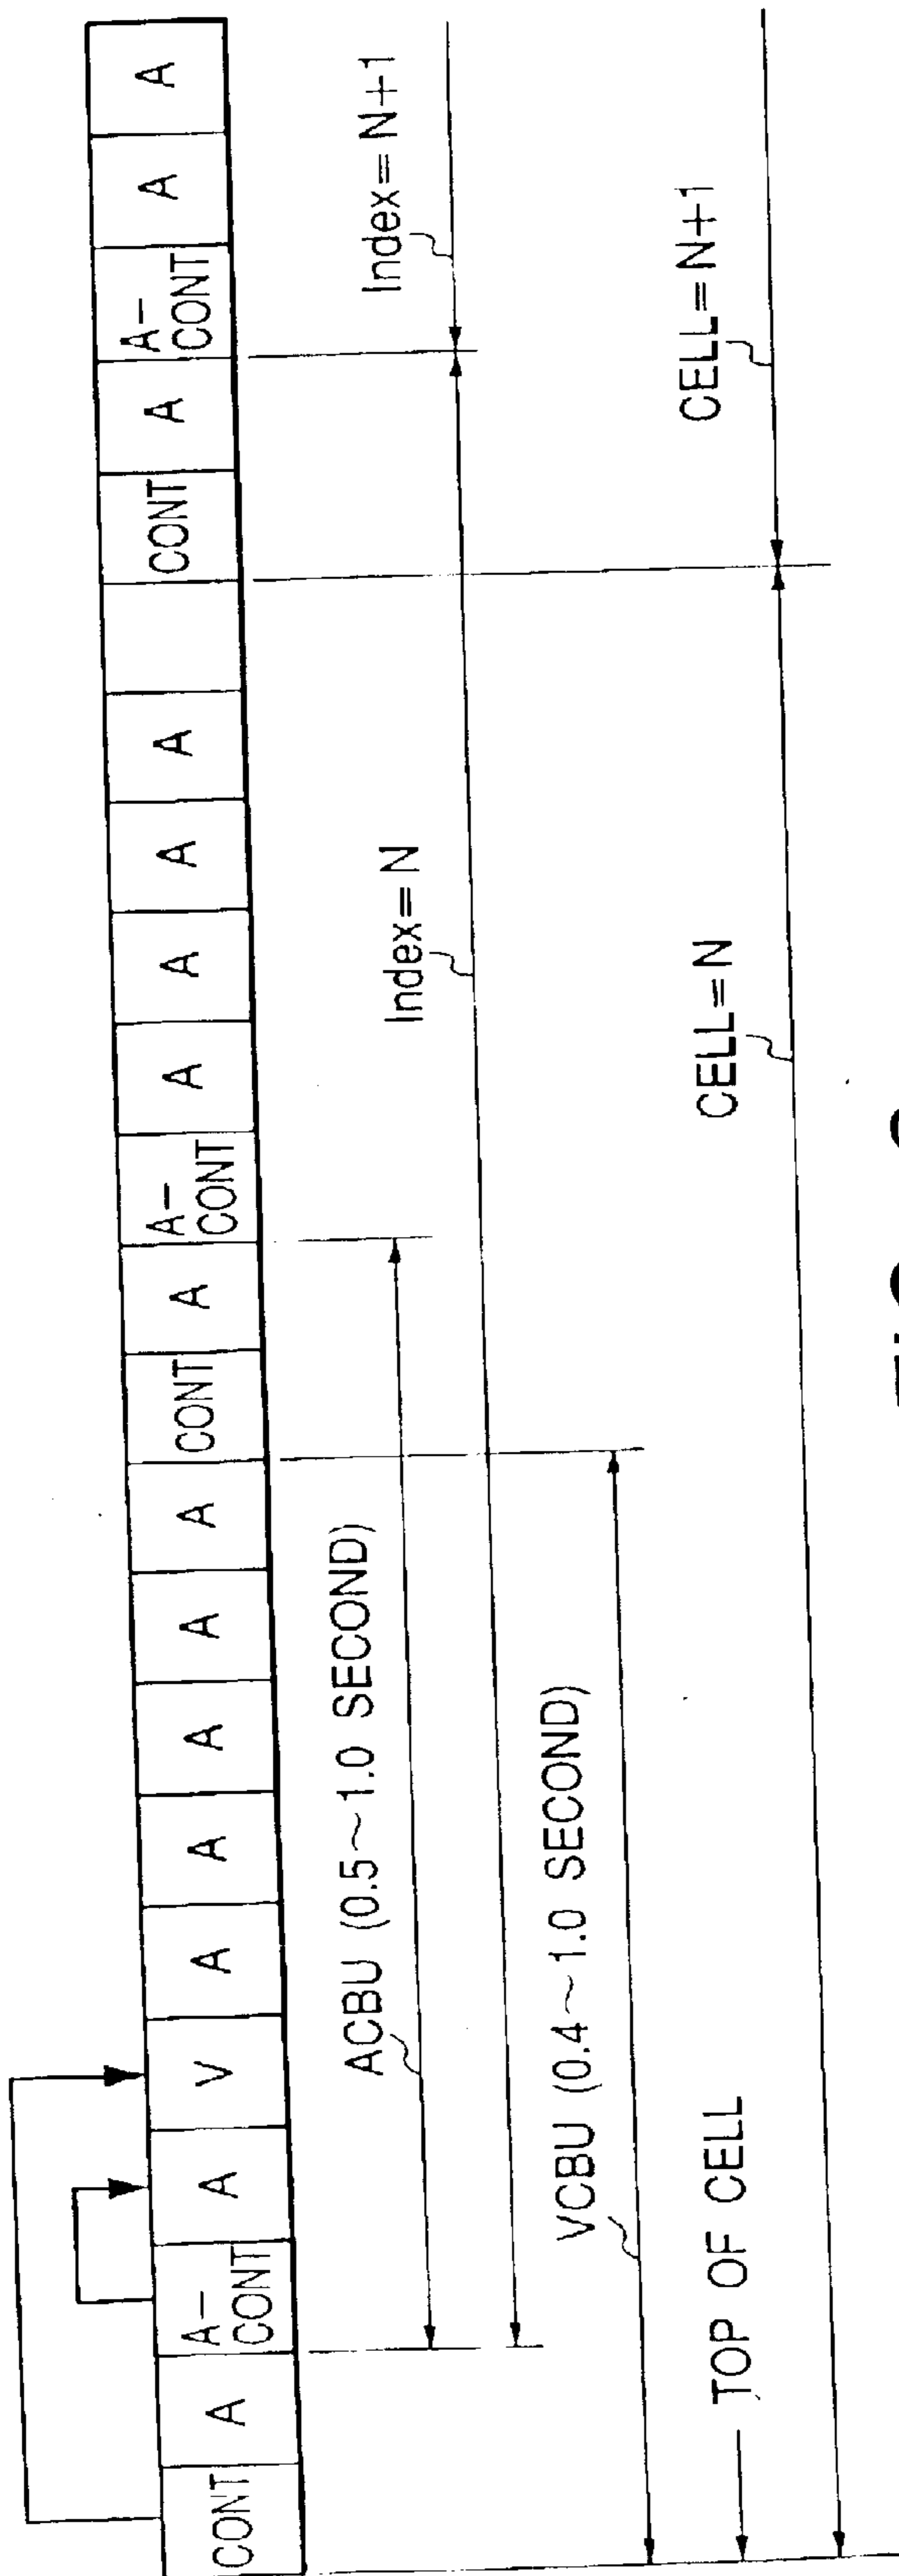 CONT A A-CONT A V A A A A A CONT A A-CONT A A A A CONT A A-CONT A A
ACBU (0.5~1.0 SECOND)
Index=N
Index=N+1
VCBU (0.4~1.0 SECOND)
TOP OF CELL
CELL=N
CELL=N+1